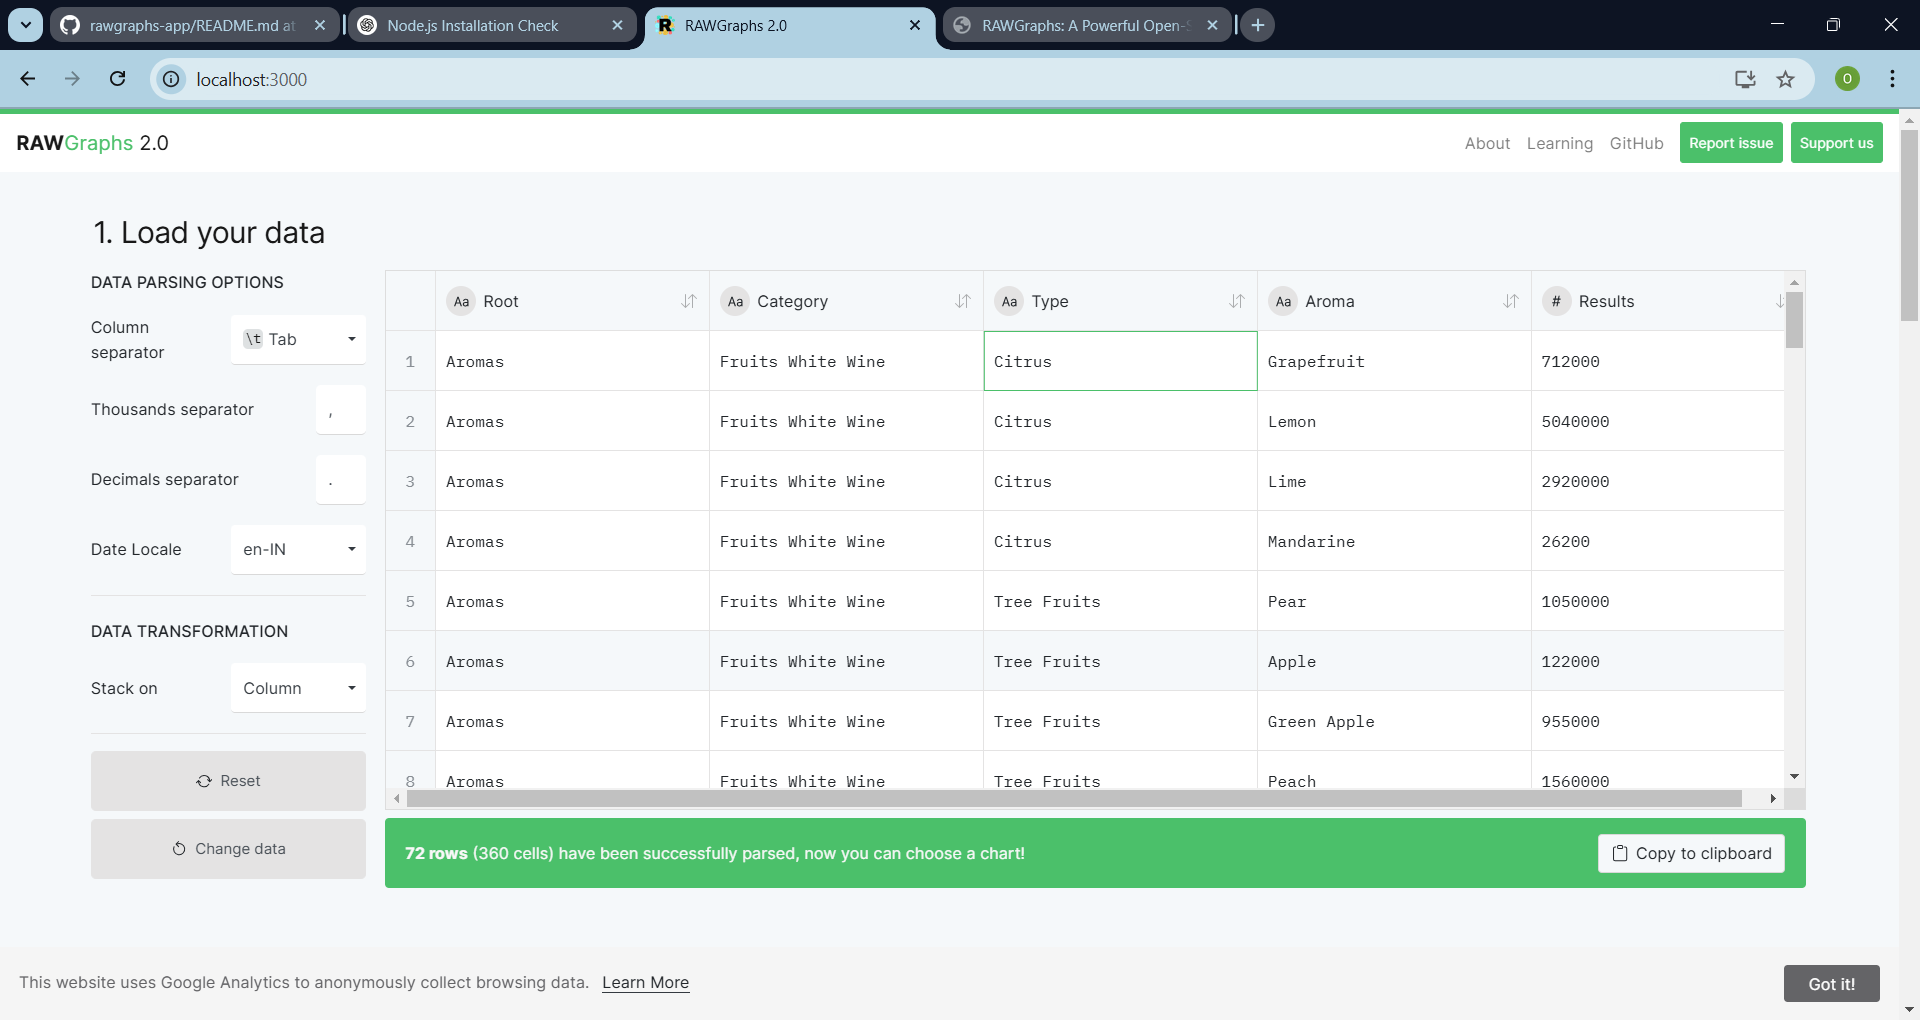 rawgraphs-app/README.md at
Node.js Installation Check
RAWGraphs 2.0
RAWGraphs: A Powerful Open-S
localhost:3000
O
RAWGraphs 2.0
About
Learning
GitHub
Report issue
Support us
1. Load your data
DATA PARSING OPTIONS
Column
separator
\t Tab
Thousands separator
,
Decimals separator
.
Date Locale
en-IN
DATA TRANSFORMATION
Stack on
Column
Reset
Change data
Aa Root Aa Category Aa Type Aa Aroma # Results
1 Aromas Fruits White Wine Citrus Grapefruit 712000
2 Aromas Fruits White Wine Citrus Lemon 5040000
3 Aromas Fruits White Wine Citrus Lime 2920000
4 Aromas Fruits White Wine Citrus Mandarine 26200
5 Aromas Fruits White Wine Tree Fruits Pear 1050000
6 Aromas Fruits White Wine Tree Fruits Apple 122000
7 Aromas Fruits White Wine Tree Fruits Green Apple 955000
8 Aromas Fruits White Wine Tree Fruits Peach 1560000
72 rows (360 cells) have been successfully parsed, now you can choose a chart!
Copy to clipboard
This website uses Google Analytics to anonymously collect browsing data. Learn More
Got it!